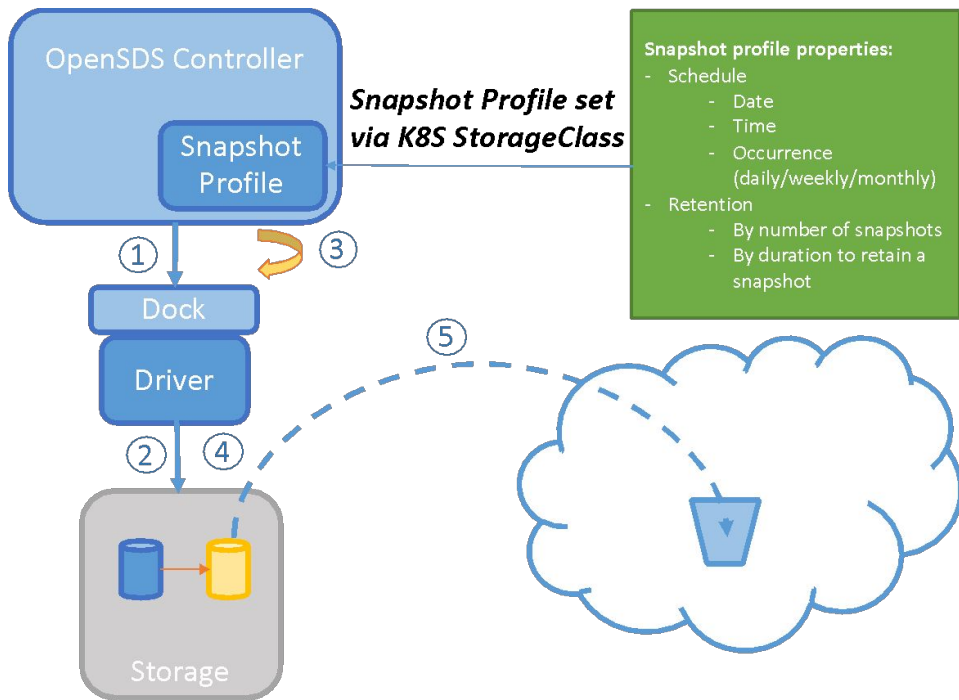 OpenSDS Controller
Snapshot
Profile
Snapshot Profile set
via K8S StorageClass
Snapshot profile properties:
- Schedule
- Date
- Time
- Occurrence
(daily/weekly/monthly)
- Retention
- By number of snapshots
- By duration to retain a
snapshot
1
3
Dock
5
Driver
2
4
Storage